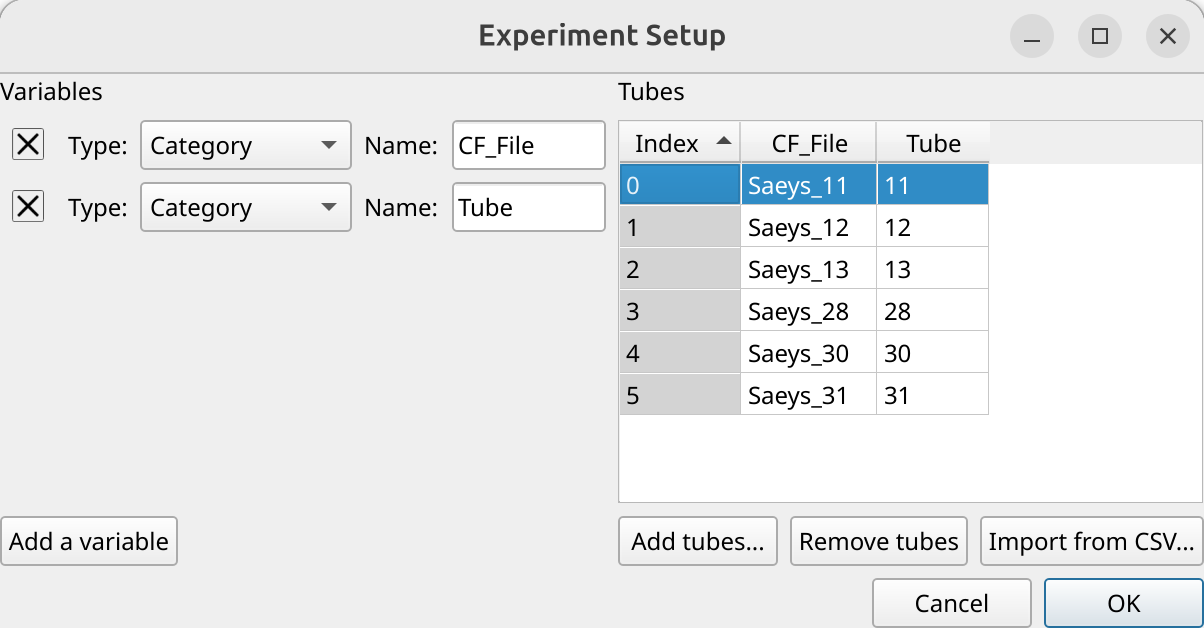 Experiment Setup
Variables
Type: Category Name: CF_File
Type: Category Name: Tube
Add a variable
Tubes
Index CF_File Tube
0 Saeys_11 11
1 Saeys_12 12
2 Saeys_13 13
3 Saeys_28 28
4 Saeys_30 30
5 Saeys_31 31
Add tubes... Remove tubes Import from CSV...
Cancel OK